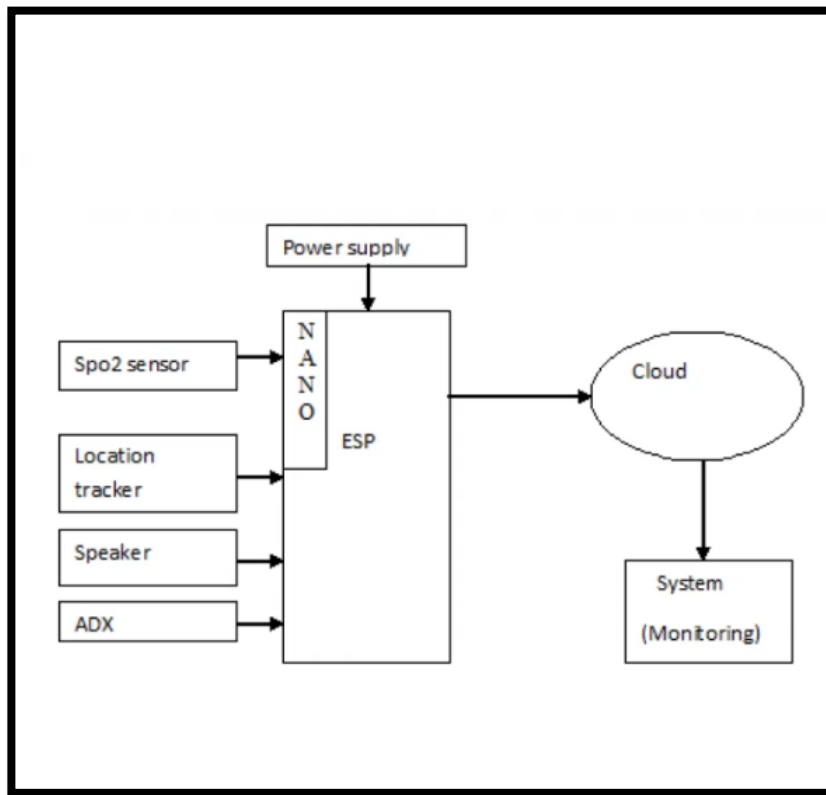 Power supply
N
A
N
O
Spo2 sensor
ESP
Location
tracker
Speaker
ADX
Cloud
System
(Monitoring)